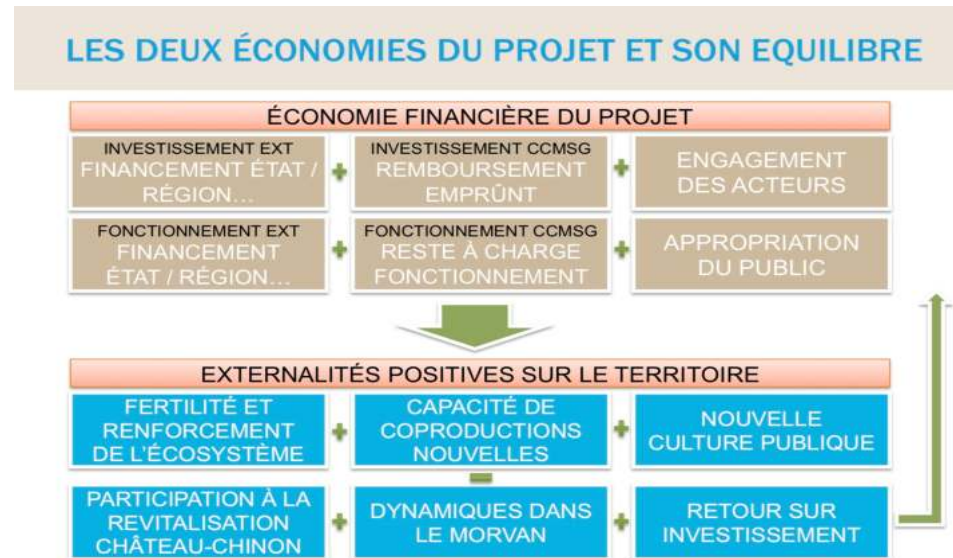 LES DEUX ÉCONOMIES DU PROJET ET SON EQUILIBRE
ÉCONOMIE FINANCIÈRE DU PROJET
INVESTISSEMENT EXT
FINANCEMENT ÉTAT /
RÉGION…
+
INVESTISSEMENT CCMSG
REMBOURSEMENT
EMPRÛNT
+
ENGAGEMENT
DES ACTEURS
FONCTIONNEMENT EXT
FINANCEMENT
ÉTAT / RÉGION…
+
FONCTIONNEMENT CCMSG
RESTE À CHARGE
FONCTIONNEMENT
+
APPROPRIATION
DU PUBLIC
EXTERNALITÉS POSITIVES SUR LE TERRITOIRE
FERTILITÉ ET
RENFORCEMENT
DE L'ÉCOSYSTÈME
+
CAPACITÉ DE
COPRODUCTIONS
NOUVELLES
+
NOUVELLE
CULTURE PUBLIQUE
PARTICIPATION À LA
REVITALISATION
CHÂTEAU-CHINON
+
DYNAMIQUES DANS
LE MORVAN
+
RETOUR SUR
INVESTISSEMENT